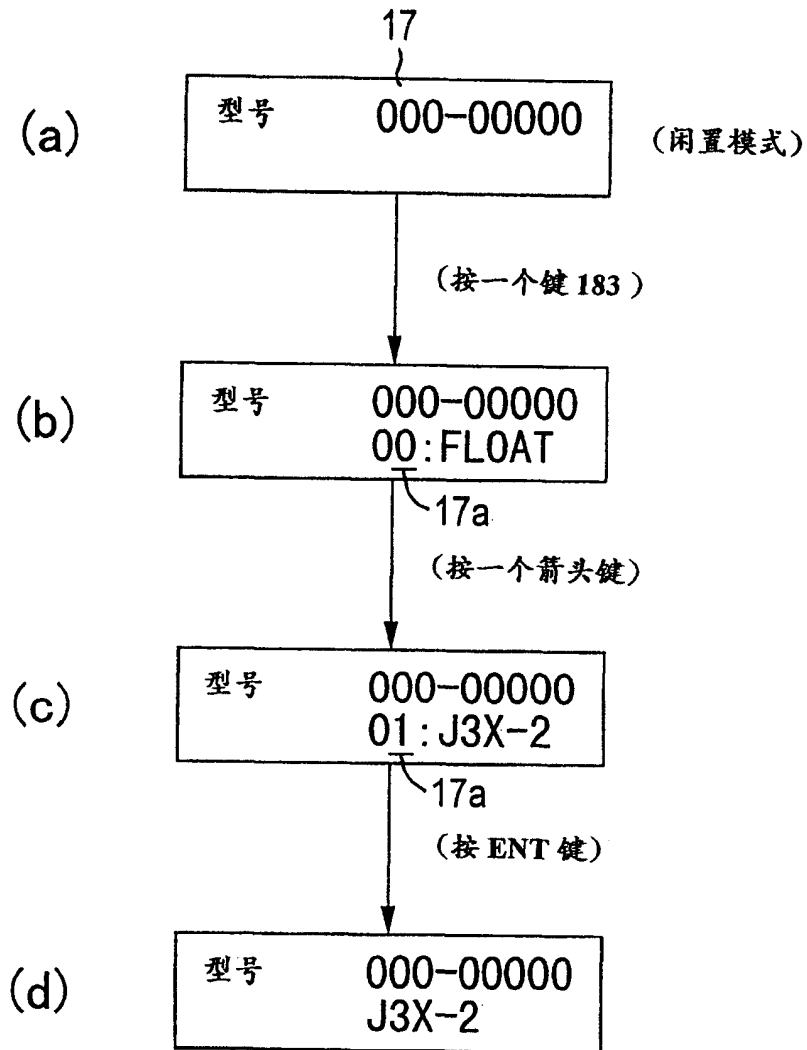 17
(a) 型号 000-00000 (闲置模式)
(按一个键 183)
(b) 型号 000-00000
00:FLOAT
17a
(按一个箭头键)
(c) 型号 000-00000
01:J3X-2
17a
(按 ENT 键)
(d) 型号 000-00000
J3X-2